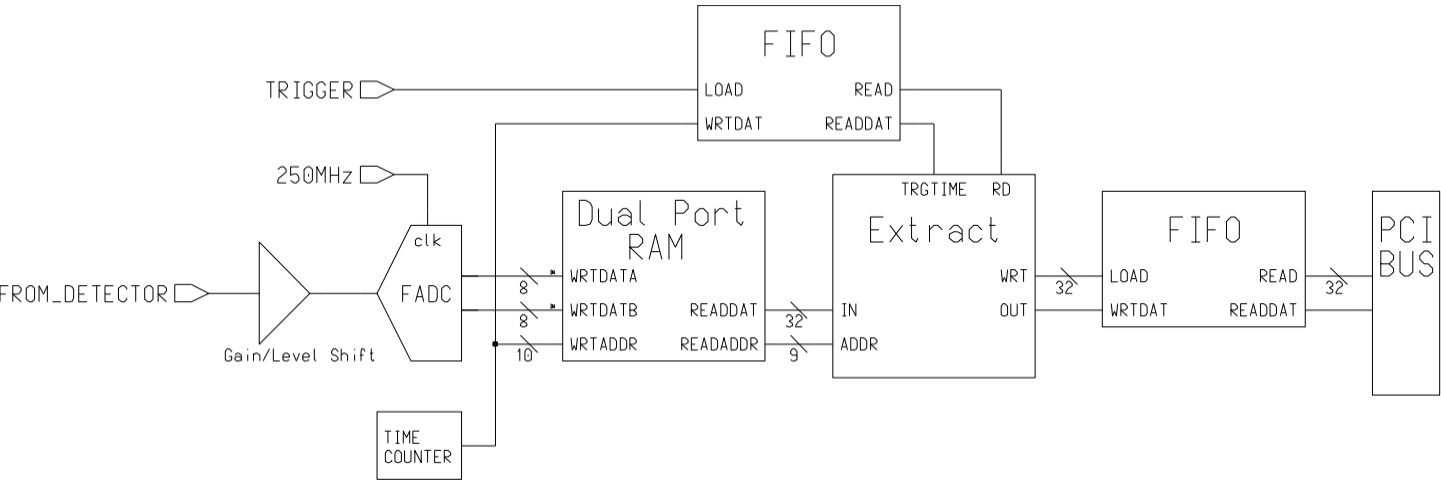 FIFO
TRIGGER
LOAD
READ
WRTDAT
READDAT
250MHz
TRGTIME
RD
clk
Dual Port
RAM
Extract
FIFO
PCI
BUS
FROM_DETECTOR
FADC
8
WRTDATA
WRT
32
LOAD
READ
32
8
WRTDATB
READDAT
32
IN
OUT
WRTDAT
READDAT
Gain/Level Shift
10
WRTADDR
READADDR
9
ADDR
TIME
COUNTER